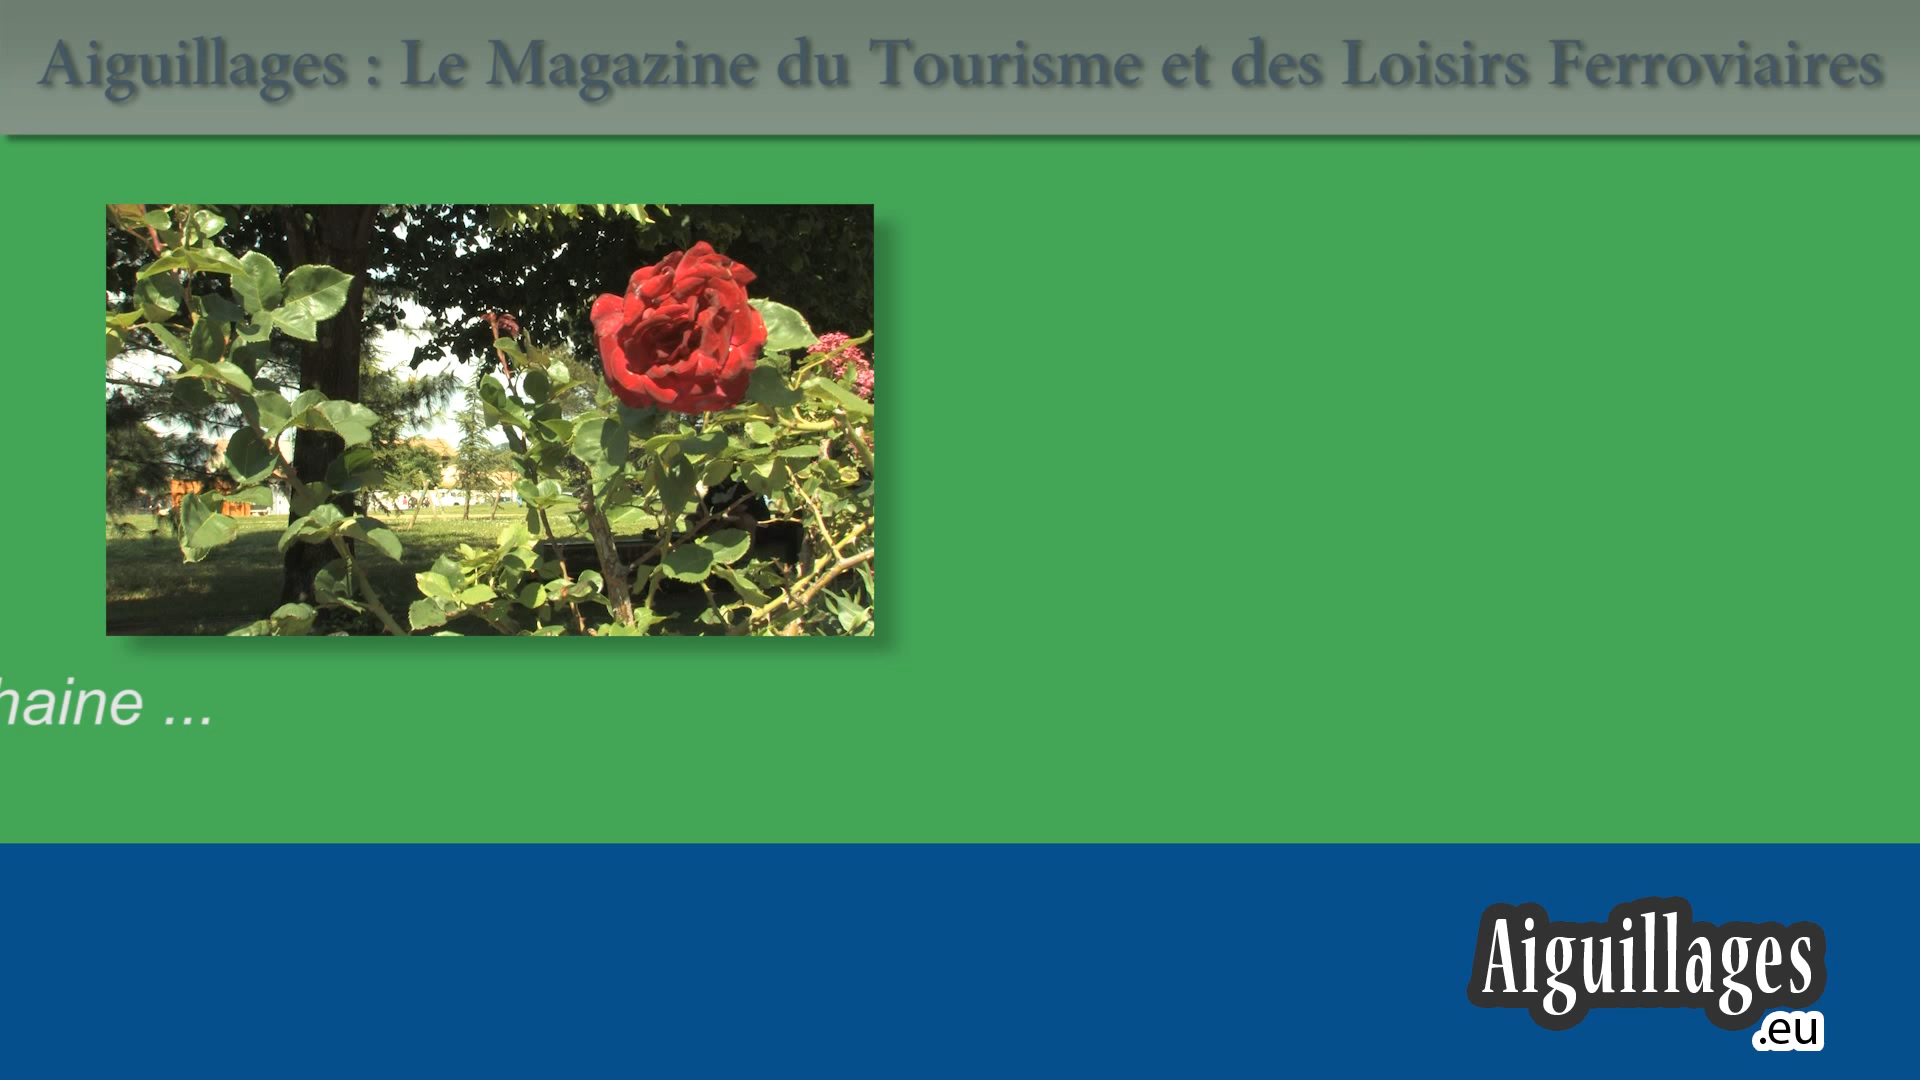 Aiguillages : Le Magazine du Tourisme et des Loisirs Ferroviaires
haine ...
Aiguillages
.eu